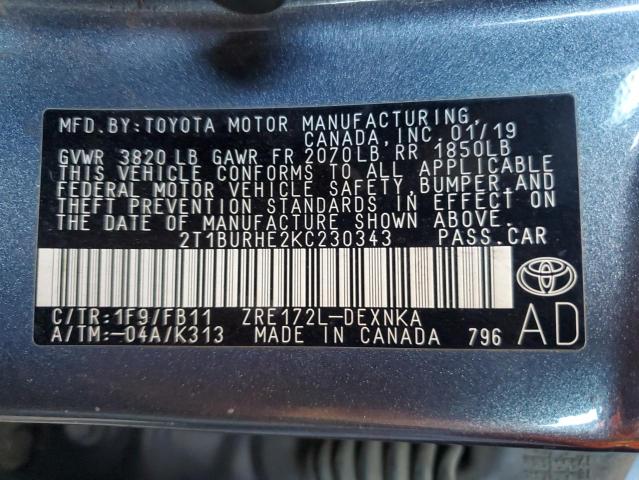 MFD. BY: TOYOTA MOTOR MANUFACTURING,
CANADA, INC. 01/19
GVWR 3820 LB GAWR FR 2070LB RR 1850LB
THIS VEHICLE CONFORMS TO ALL APPLICABLE
FEDERAL MOTOR VEHICLE SAFETY, BUMPER, AND
THEFT PREVENTION STANDARDS IN EFFECT ON
THE DATE OF MANUFACTURE SHOWN ABOVE.
2T1BURHE2KC230343 PASS. CAR
C/TR: 1F9/FB11 ZRE172L-DEXNKA
A/TM: -04A/K313 MADE IN CANADA 796
AD